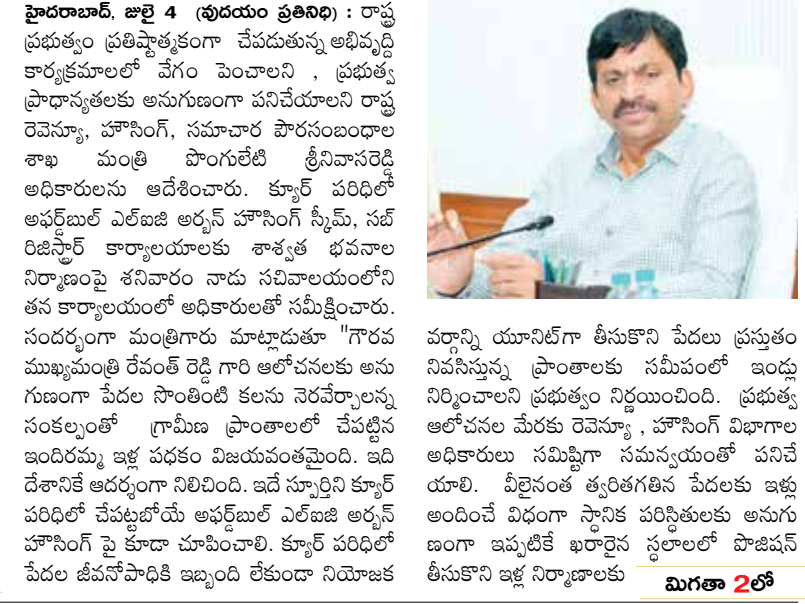 హైదరాబాద్, జులై 4 (వుదయం ప్రతినిధి) : రాష్ట్ర
ప్రభుత్వం ప్రతిష్ఠాత్మకంగా చేపడుతున్న అభివృద్ది
కార్యక్రమాలలో వేగం పెంచాలని , ప్రభుత్వ
ప్రాధాన్యతలకు అనుగుణంగా పనిచేయాలని రాష్ట్ర
రెవెన్యూ, హౌసింగ్, సమాచార పౌరసంబంధాల
శాఖ మంత్రి పొంగులేటి శ్రీనివాసరెడ్డి
అధికారులను ఆదేశించారు. క్యూర్ పరిధిలో
అఫర్డ్‌బుల్ ఎల్ఐజి అర్బన్ హౌసింగ్ స్కీమ్, సబ్
రిజిస్ట్రార్ కార్యాలయాలకు శాశ్వత భవనాల
నిర్మాణంపై శనివారం నాడు సచివాలయంలోని
తన కార్యాలయంలో అధికారులతో సమీక్షించారు.
సందర్భంగా మంత్రిగారు మాట్లాడుతూ "గౌరవ
ముఖ్యమంత్రి రేవంత్ రెడ్డి గారి ఆలోచనలకు అను
గుణంగా పేదల సొంతింటి కలను నెరవేర్చాలన్న
సంకల్పంతో గ్రామీణ ప్రాంతాలలో చేపట్టిన
ఇందిరమ్మ ఇళ్ల పధకం విజయవంతమైంది. ఇది
దేశానికే ఆదర్శంగా నిలిచింది. ఇదే స్పూర్తిని క్యూర్
పరిధిలో చేపట్టబోయే అఫర్డ్‌బుల్ ఎల్ఐజి అర్బన్
హౌసింగ్ పై కూడా చూపించాలి. క్యూర్ పరిధిలో
పేదల జీవనోపాధికి ఇబ్బంది లేకుండా నియోజక
వర్గాన్ని యూనిట్‌గా తీసుకొని పేదలు ప్రస్తుతం
నివసిస్తున్న ప్రాంతాలకు సమీపంలో ఇండ్లు
నిర్మించాలని ప్రభుత్వం నిర్ణయించింది. ప్రభుత్వ
ఆలోచనల మేరకు రెవెన్యూ , హౌసింగ్ విభాగాల
అధికారులు సమిష్టిగా సమన్వయంతో పనిచే
యాలి. వీలైనంత త్వరితగతిన పేదలకు ఇళ్లు
అందించే విధంగా స్థానిక పరిస్థితులకు అనుగు
ణంగా ఇప్పటికే ఖరారైన స్థలాలలో పొజిషన్
తీసుకొని ఇళ్ల నిర్మాణాలకు
మిగతా 2లో